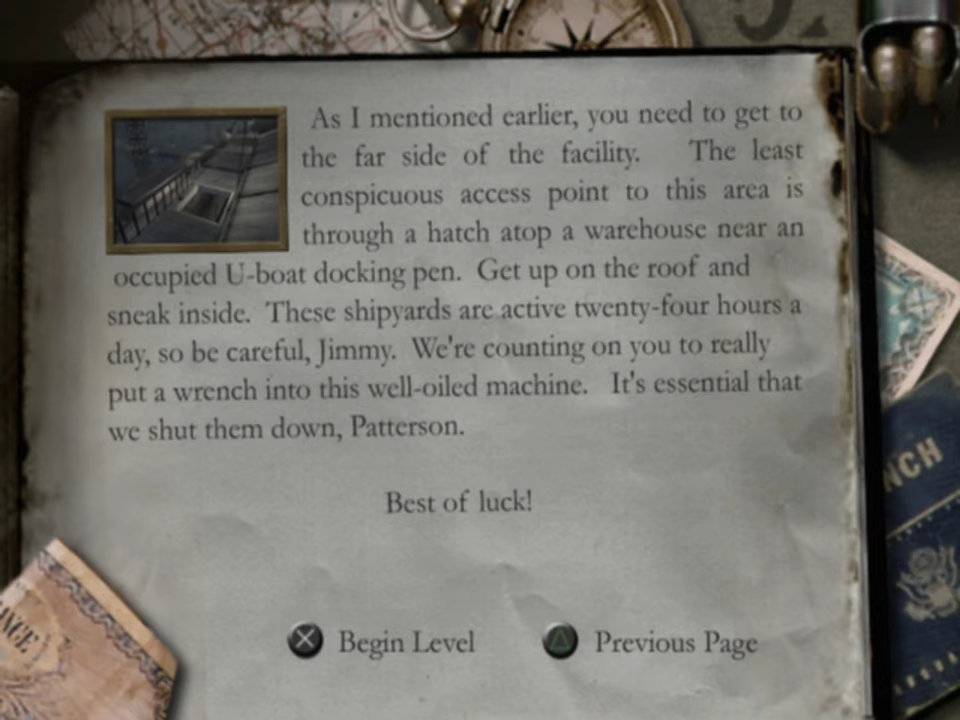 As I mentioned earlier, you need to get to
the far side of the facility. The least
conspicuous access point to this area is
through a hatch atop a warehouse near an
occupied U-boat docking pen. Get up on the roof and
sneak inside. These shipyards are active twenty-four hours a
day, so be careful, Jimmy. We're counting on you to really
put a wrench into this well-oiled machine. It's essential that
we shut them down, Patterson.
Best of luck!
Begin Level
Previous Page
NCH